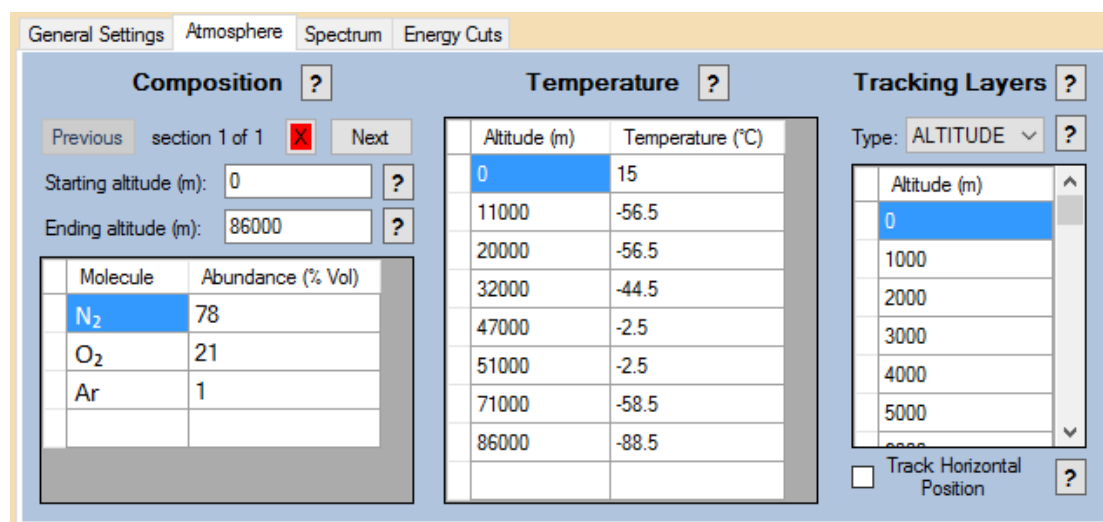 General Settings Atmosphere Spectrum Energy Cuts
Composition ?
Previous section 1 of 1 X Next
Starting altitude (m): 0 ?
Ending altitude (m): 86000 ?
Molecule Abundance (% Vol)
N₂ 78
O₂ 21
Ar 1
Temperature ?
Altitude (m) Temperature (°C)
0 15
11000 -56.5
20000 -56.5
32000 -44.5
47000 -2.5
51000 -2.5
71000 -58.5
86000 -88.5
Tracking Layers ?
Type: ALTITUDE ?
Altitude (m)
0
1000
2000
3000
4000
5000
Track Horizontal
Position ?